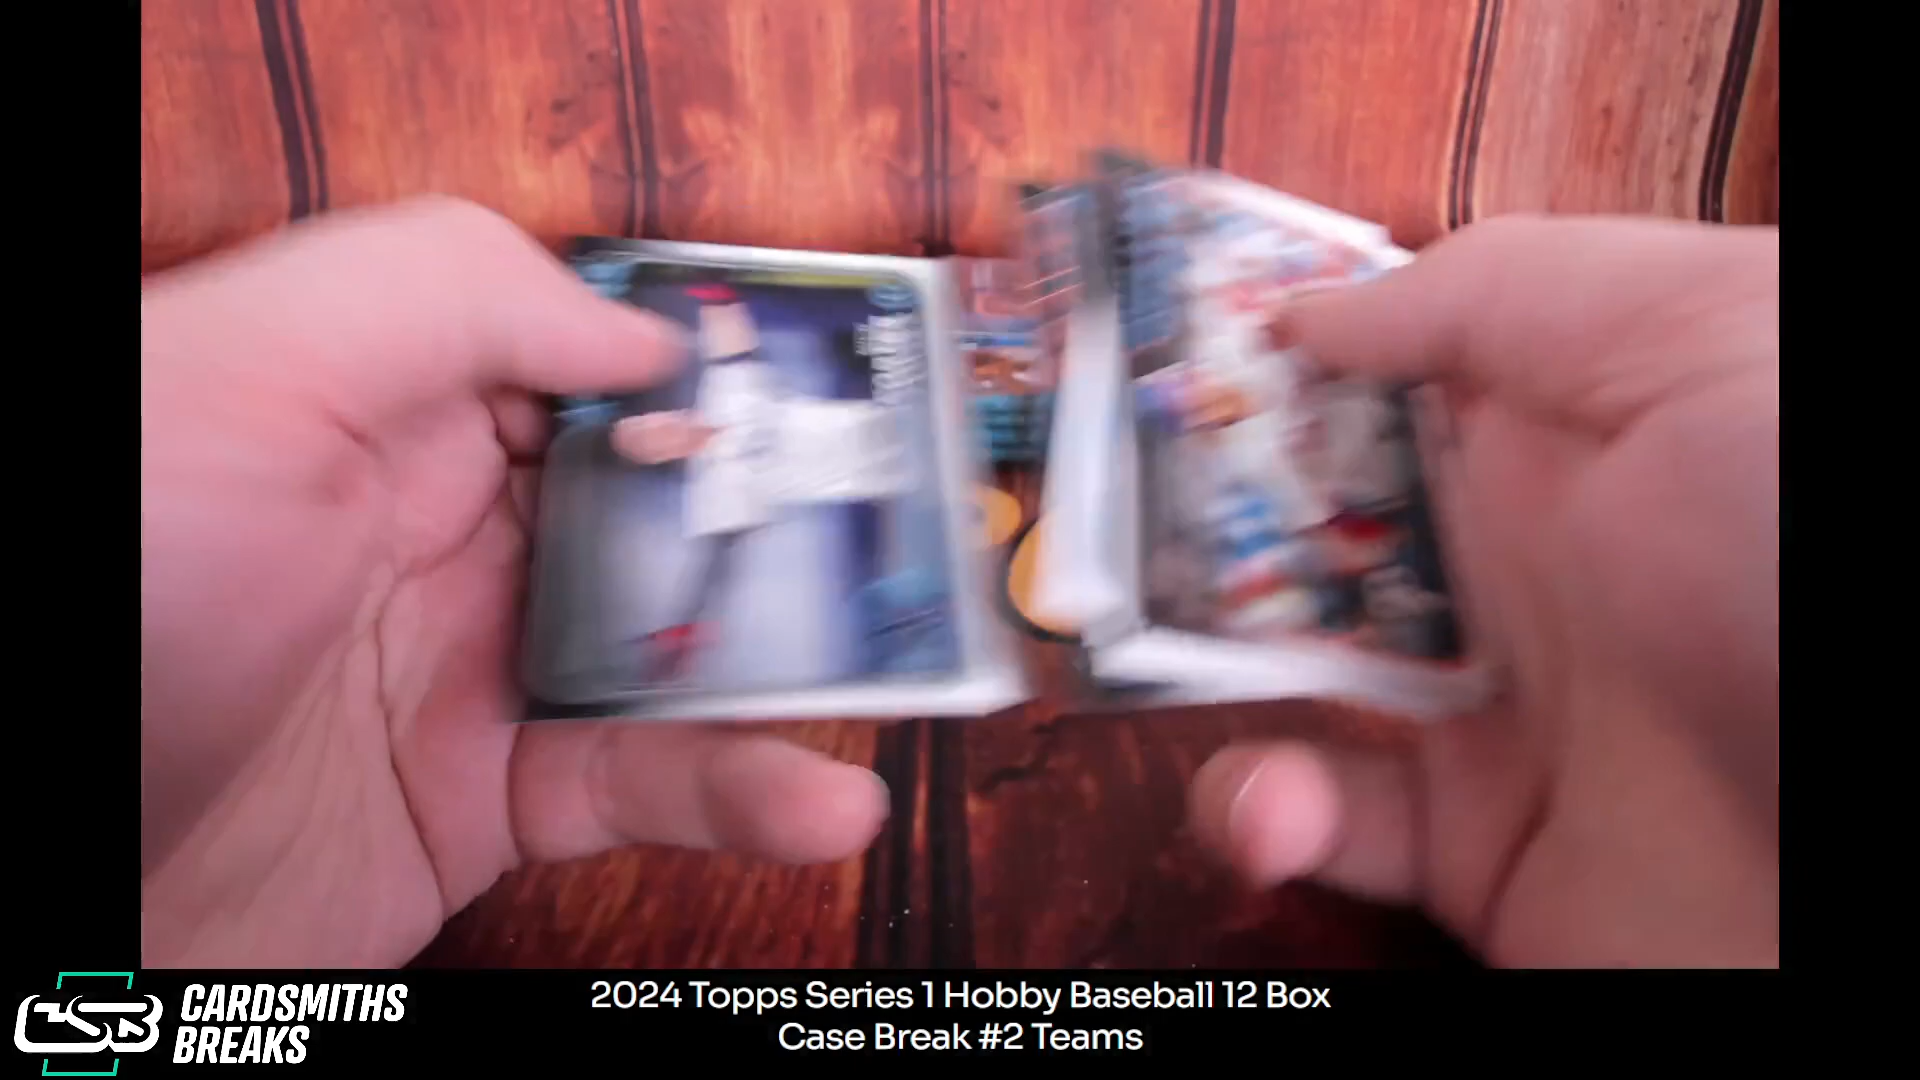 CARDSMITHS
BREAKS
2024 Topps Series 1 Hobby Baseball 12 Box
Case Break #2 Teams